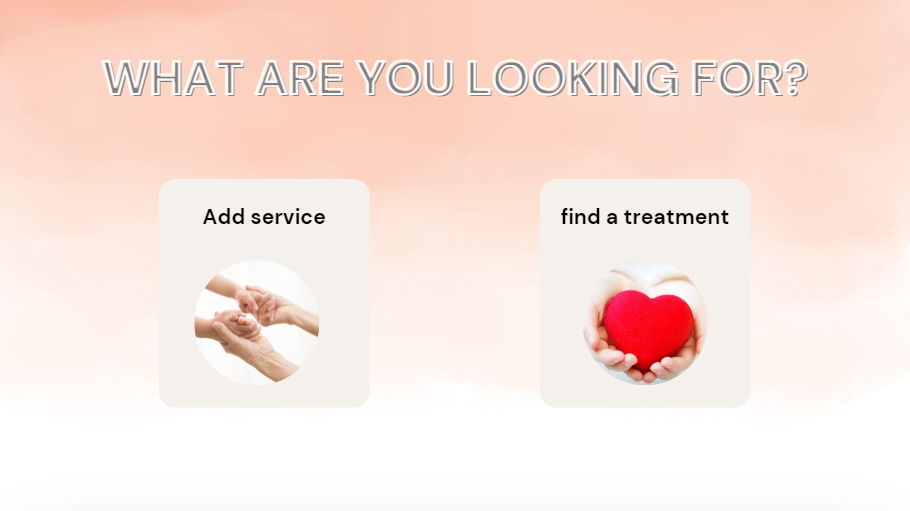 WHAT ARE YOU LOOKING FOR?
Add service
find a treatment